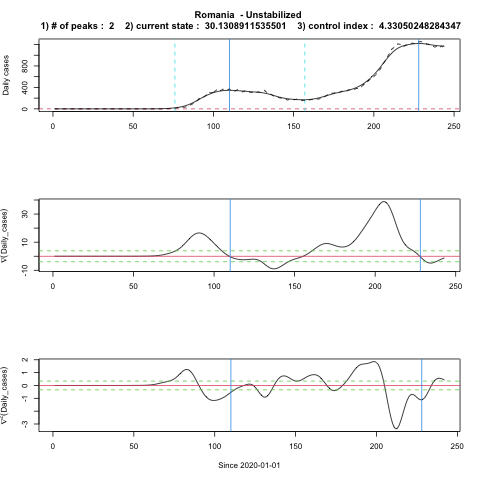 Romania - Unstabilized
1) # of peaks : 2 2) current state : 30.1308911535501 3) control index : 4.33050248284347
Daily cases
0 400 800
0 50 100 150 200 250
∇(Daily_cases)
-10 10 30
0 50 100 150 200 250
∇²(Daily_cases)
-3 -1 0 1 2
0 50 100 150 200 250
Since 2020-01-01